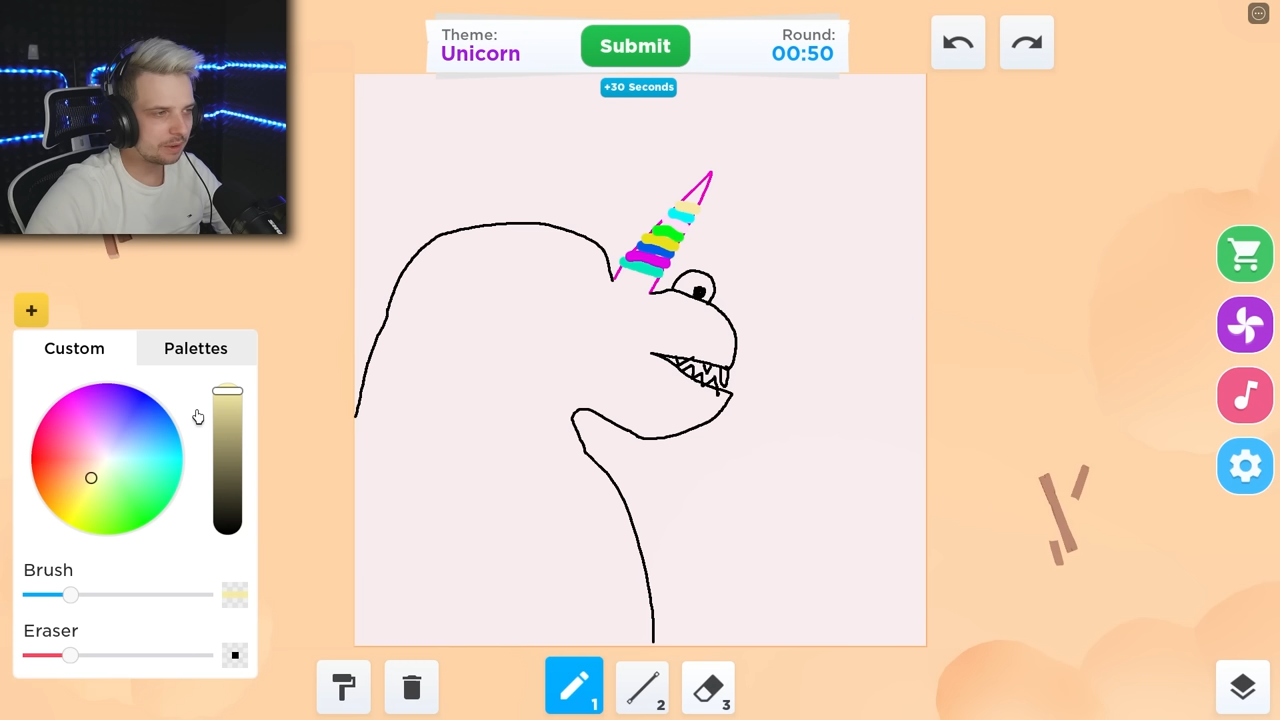 Theme:
Unicorn
Submit
Round:
00:50
+30 Seconds
+
Custom
Palettes
Brush
Eraser
1
2
3